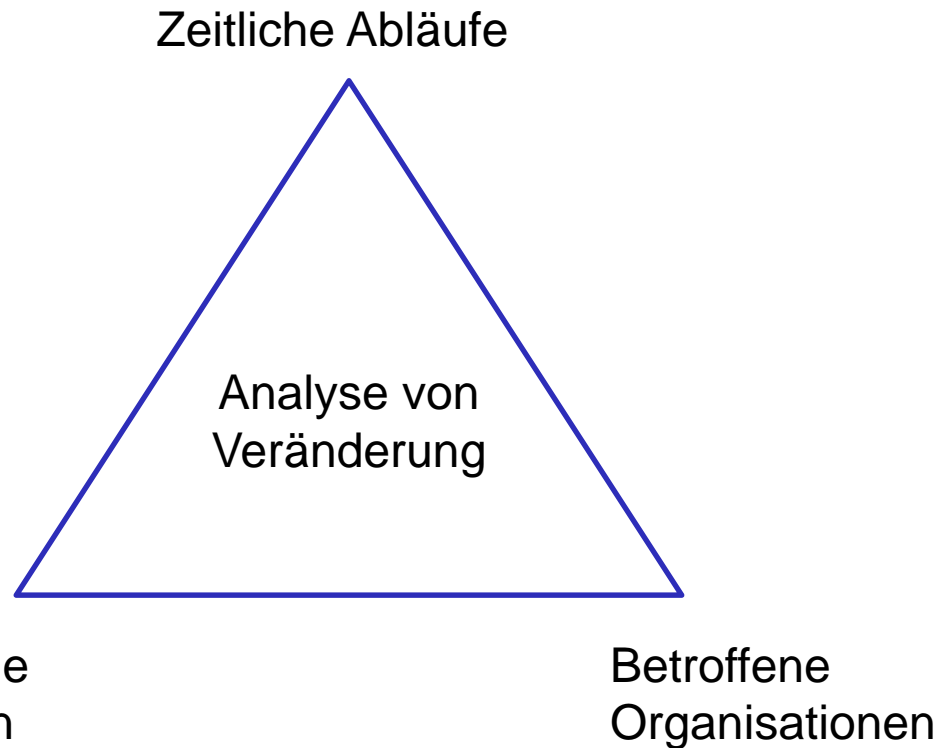 Zeitliche Abläufe
Analyse von
Veränderung
Betroffene
Organisationen